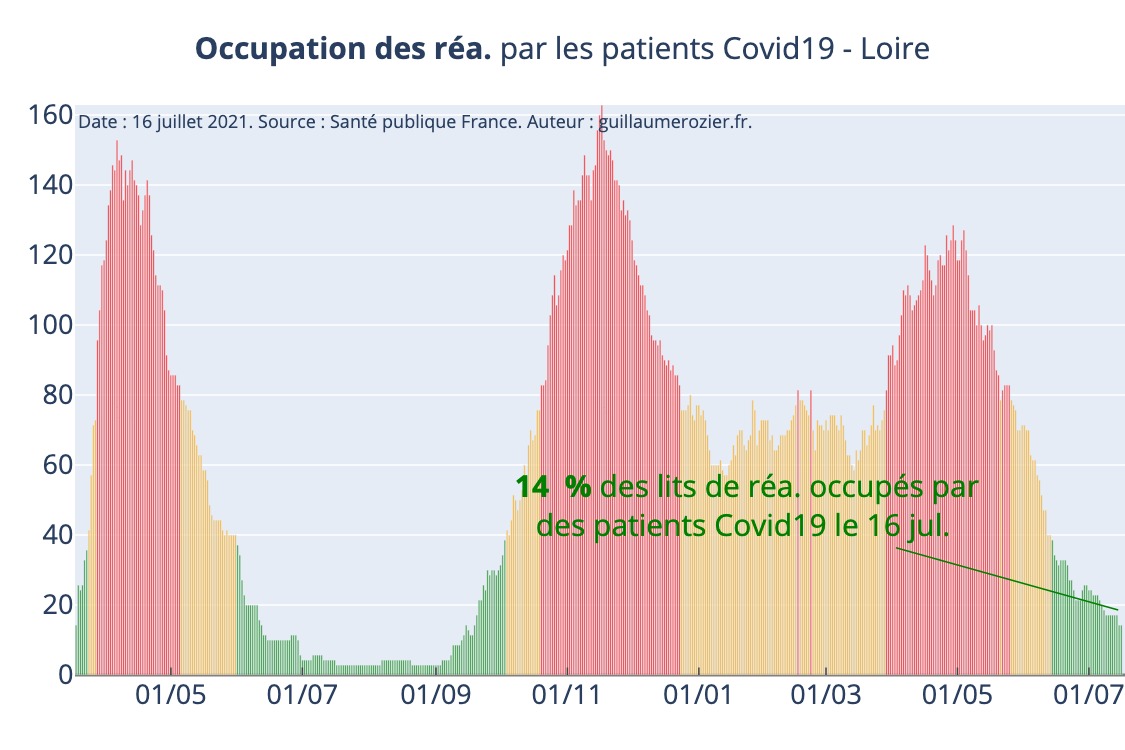 Occupation des réa. par les patients Covid19 - Loire
160
Date : 16 juillet 2021. Source : Santé publique France. Auteur : guillaumerozier.fr.
140
120
100
80
60
14 % des lits de réa. occupés par
des patients Covid19 le 16 jul.
40
20
0
01/05 01/07 01/09 01/11 01/01 01/03 01/05 01/07